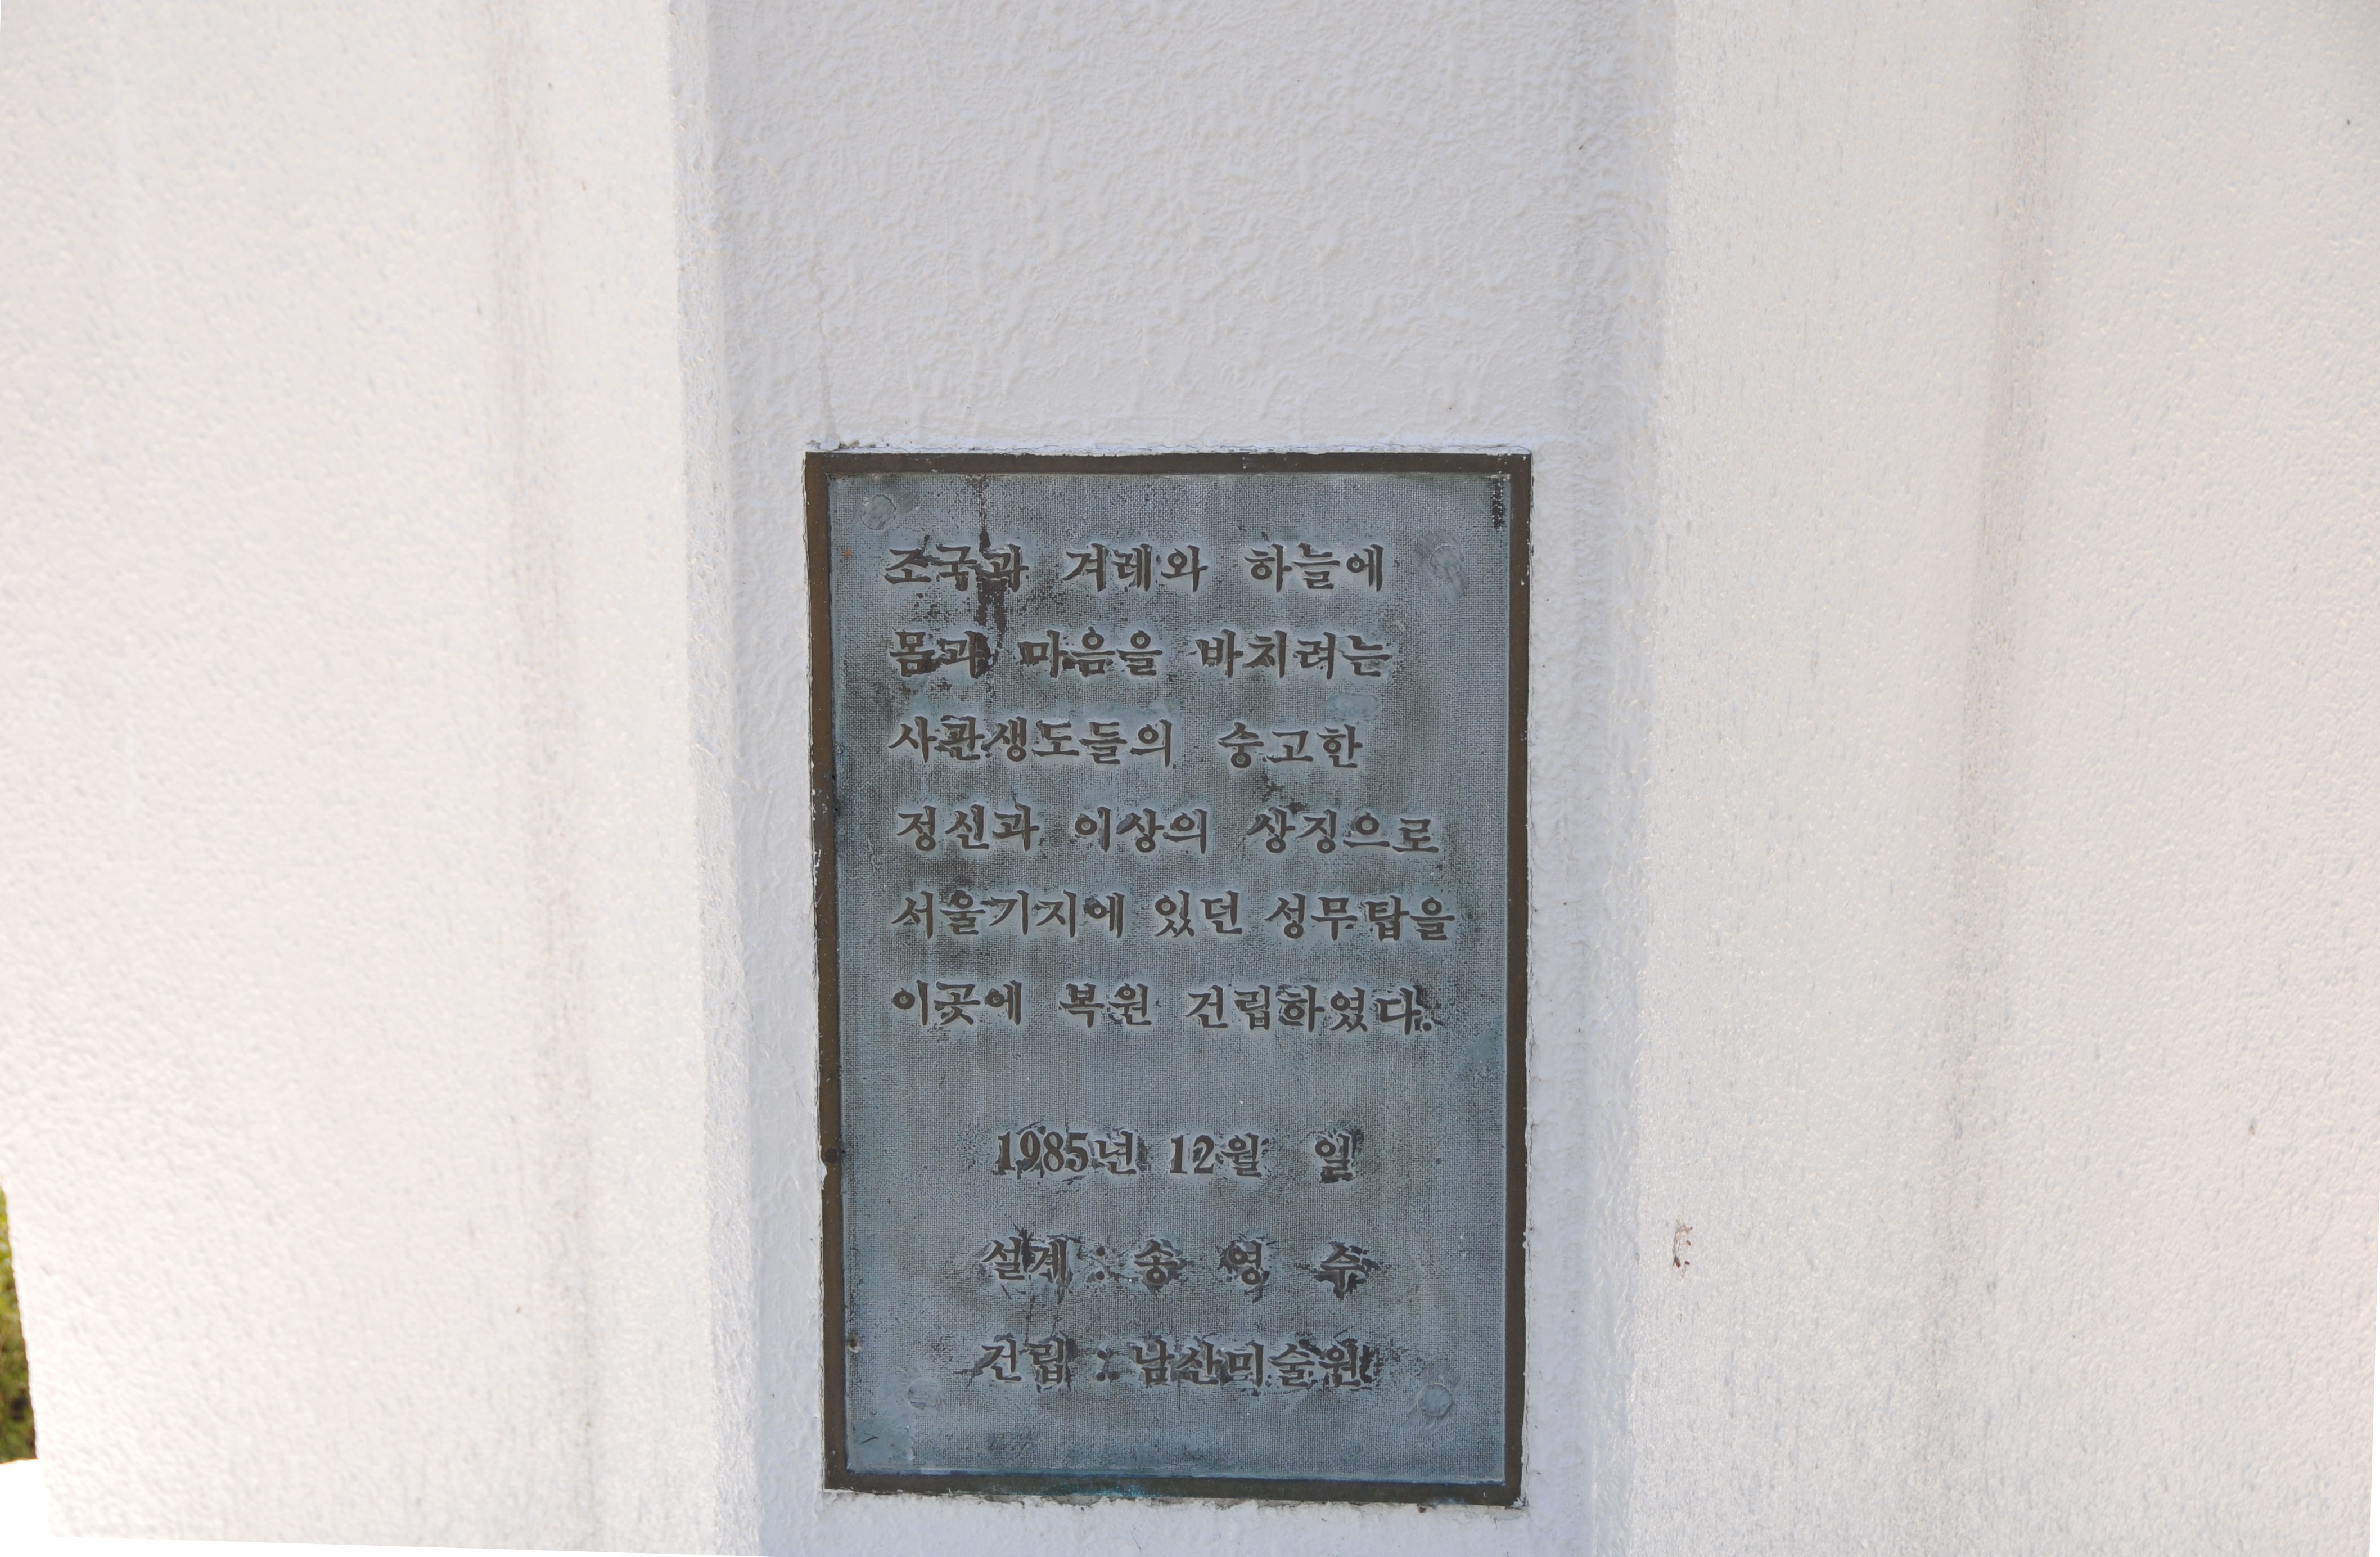 조국과 겨레와 하늘에
몸과 마음을 바치려는
사관생도들의 숭고한
정신과 이상의 상징으로
서울기지에 있던 성무탑을
이곳에 복원 건립하였다.
1985년 12월 일
설계 : 송 영 수
건립 : 남산미술원